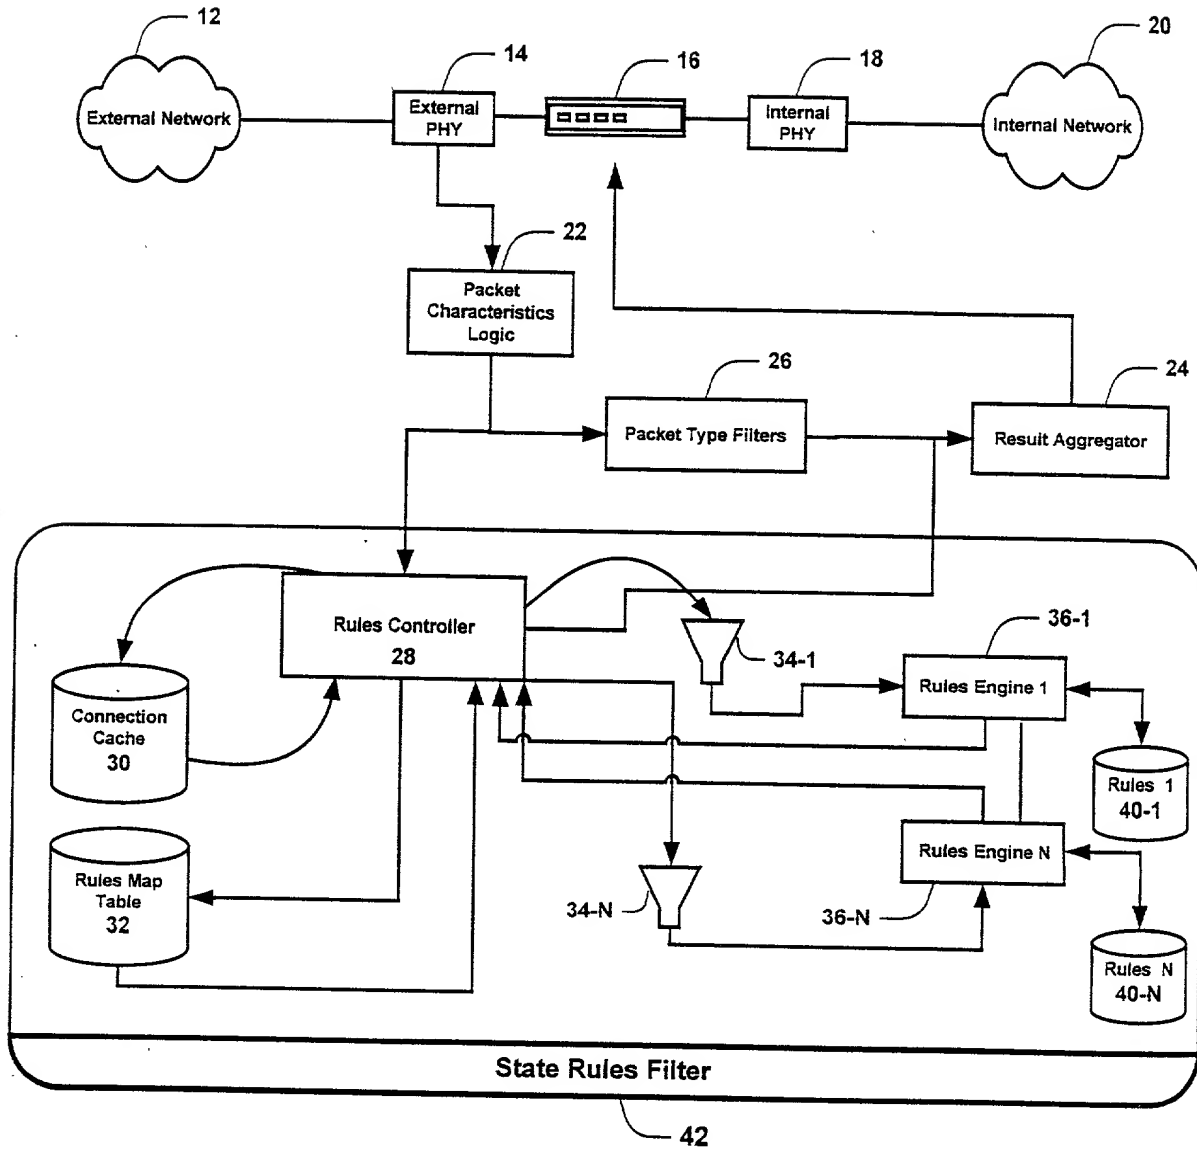 12
20
14
16
18
External Network
External
PHY
Internal
PHY
Internal Network
22
Packet
Characteristics
Logic
26
24
Packet Type Filters
Result Aggregator
Rules Controller
28
34-1
36-1
Rules Engine 1
Connection
Cache
30
Rules 1
40-1
Rules Engine N
Rules Map
Table
32
34-N
36-N
Rules N
40-N
State Rules Filter
42